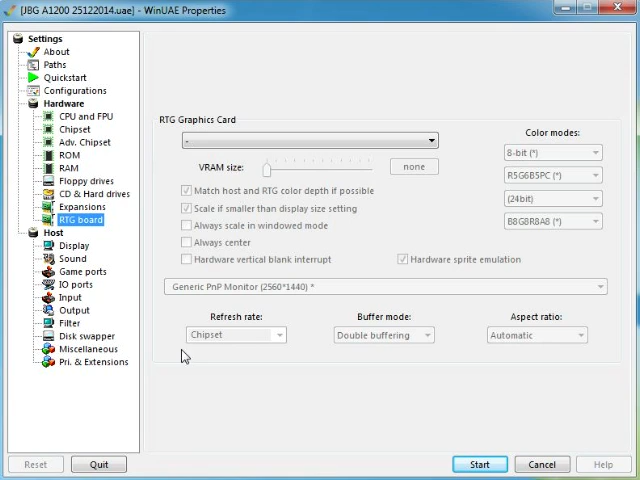 [JBG A1200 25122014.uae] - WinUAE Properties
Settings
About
Paths
Quickstart
Configurations
Hardware
CPU and FPU
Chipset
Adv. Chipset
ROM
RAM
Floppy drives
CD & Hard drives
Expansions
RTG board
Host
Display
Sound
Game ports
IO ports
Input
Output
Filter
Disk swapper
Miscellaneous
Pri. & Extensions
RTG Graphics Card
-
VRAM size:
none
Match host and RTG color depth if possible
Scale if smaller than display size setting
Always scale in windowed mode
Always center
Hardware vertical blank interrupt
Hardware sprite emulation
Color modes:
8-bit (*)
R5G6B5PC (*)
(24bit)
B8G8R8A8 (*)
Generic PnP Monitor (2560*1440) *
Refresh rate:
Buffer mode:
Aspect ratio:
Chipset
Double buffering
Automatic
Reset
Quit
Start
Cancel
Help